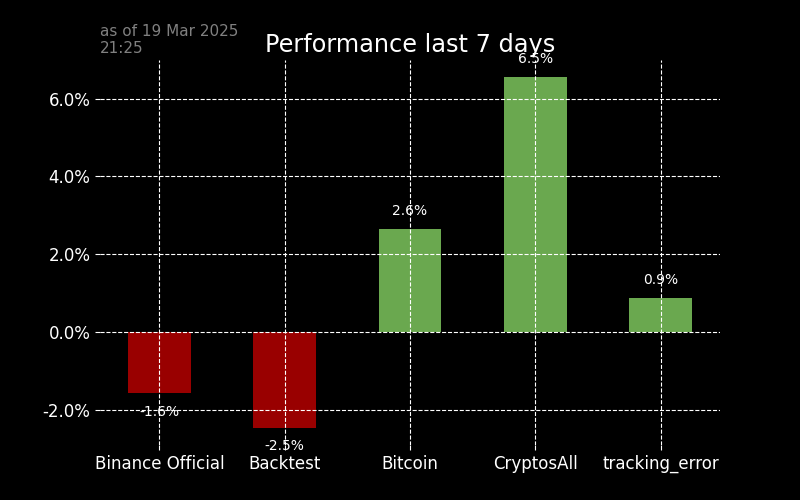 as of 19 Mar 2025
21:25
Performance last 7 days
6.5%
6.0%
4.0%
2.6%
2.0%
0.9%
0.0%
-2.0%
-1.6%
-2.5%
Binance Official
Backtest
Bitcoin
CryptosAll
tracking_error